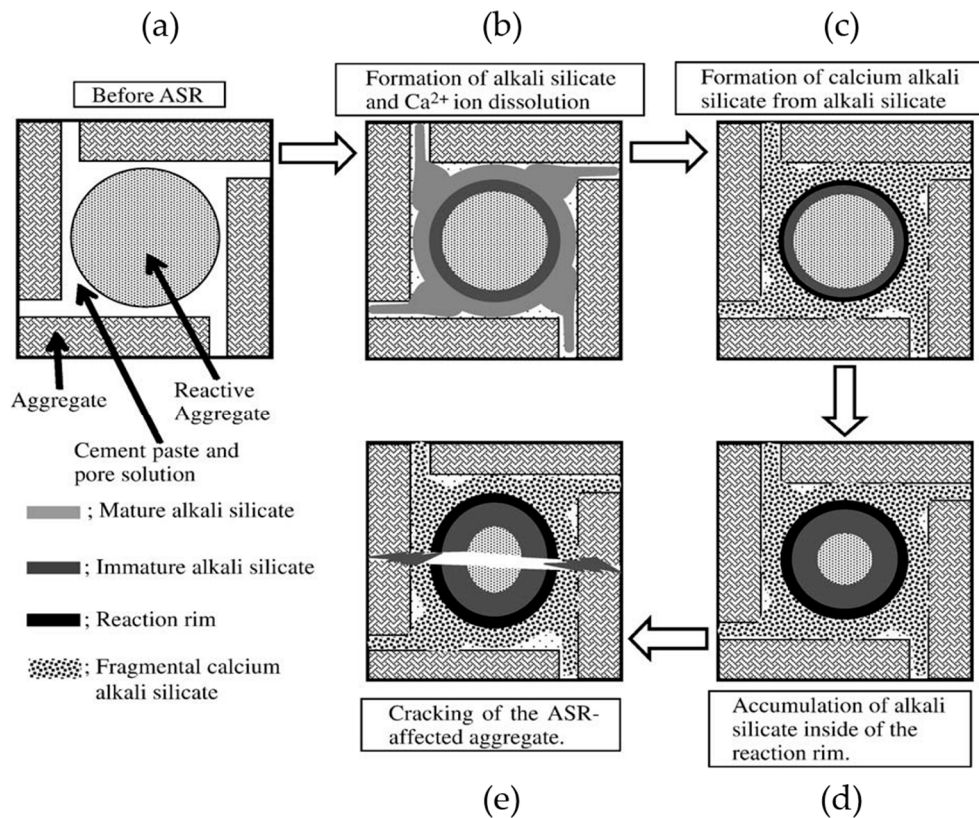 (a)
(b)
(c)
Before ASR
Formation of alkali silicate
and Ca²⁺ ion dissolution
Formation of calcium alkali
silicate from alkali silicate
Aggregate
Reactive
Aggregate
Cement paste and
pore solution
; Mature alkali silicate
; Immature alkali silicate
; Reaction rim
; Fragmental calcium
alkali silicate
Cracking of the ASR-
affected aggregate.
Accumulation of alkali
silicate inside of the
reaction rim.
(e)
(d)